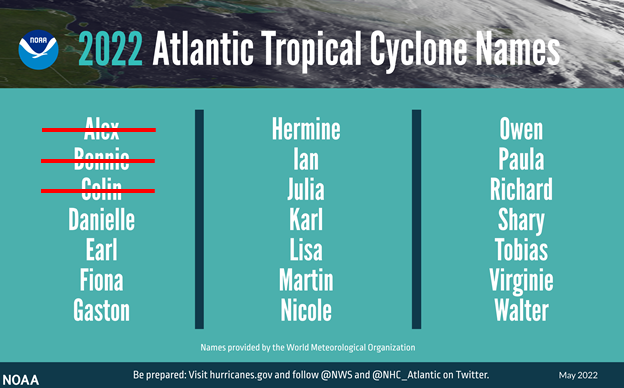 NOAA
2022 Atlantic Tropical Cyclone Names
Alex
Bonnie
Colin
Danielle
Earl
Fiona
Gaston
Hermine
Ian
Julia
Karl
Lisa
Martin
Nicole
Owen
Paula
Richard
Shary
Tobias
Virginie
Walter
Names provided by the World Meteorological Organization
Be prepared: Visit hurricanes.gov and follow @NWS and @NHC_Atlantic on Twitter.
May 2022
NOAA